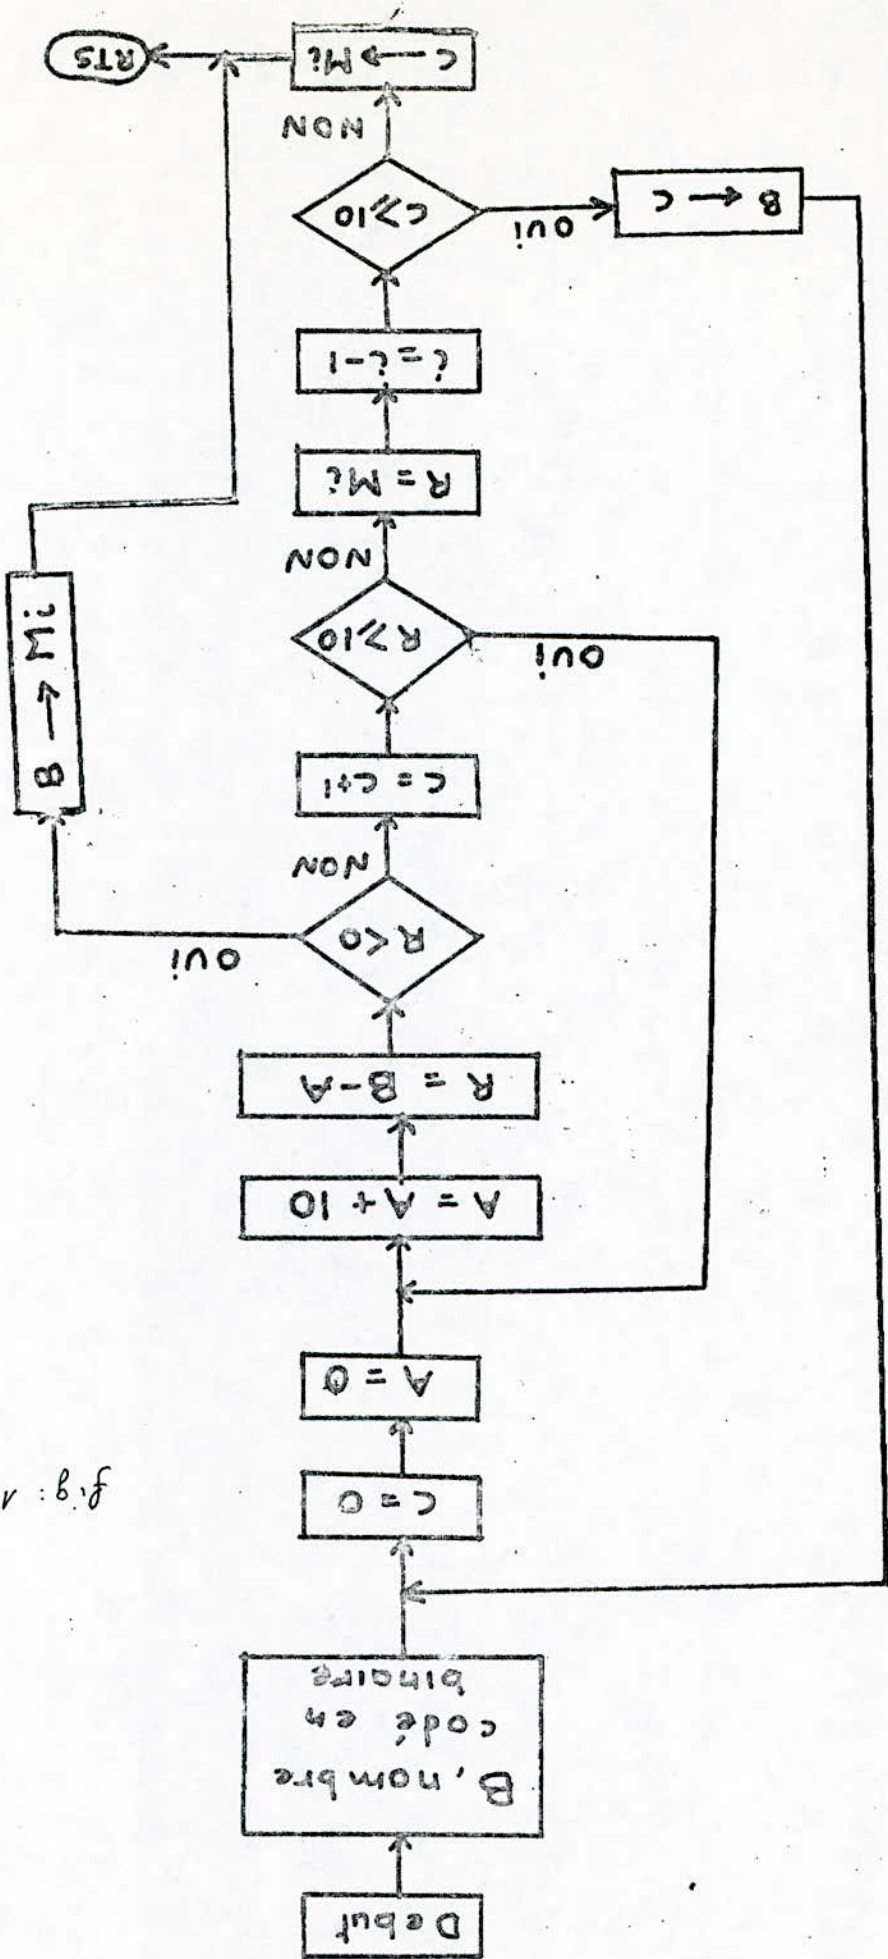 Debut
B, nombre
codé en
binaire
fig: 1
C = 0
A = 0
A = A + 10
R = B - A
R < 0
OUi
NON
B → Mi
C = C+1
R ⩾ 10
OUi
NON
R = Mi
i = i - 1
C ⩾ 10
OUi
B ← C
NON
C → Mi
RTS